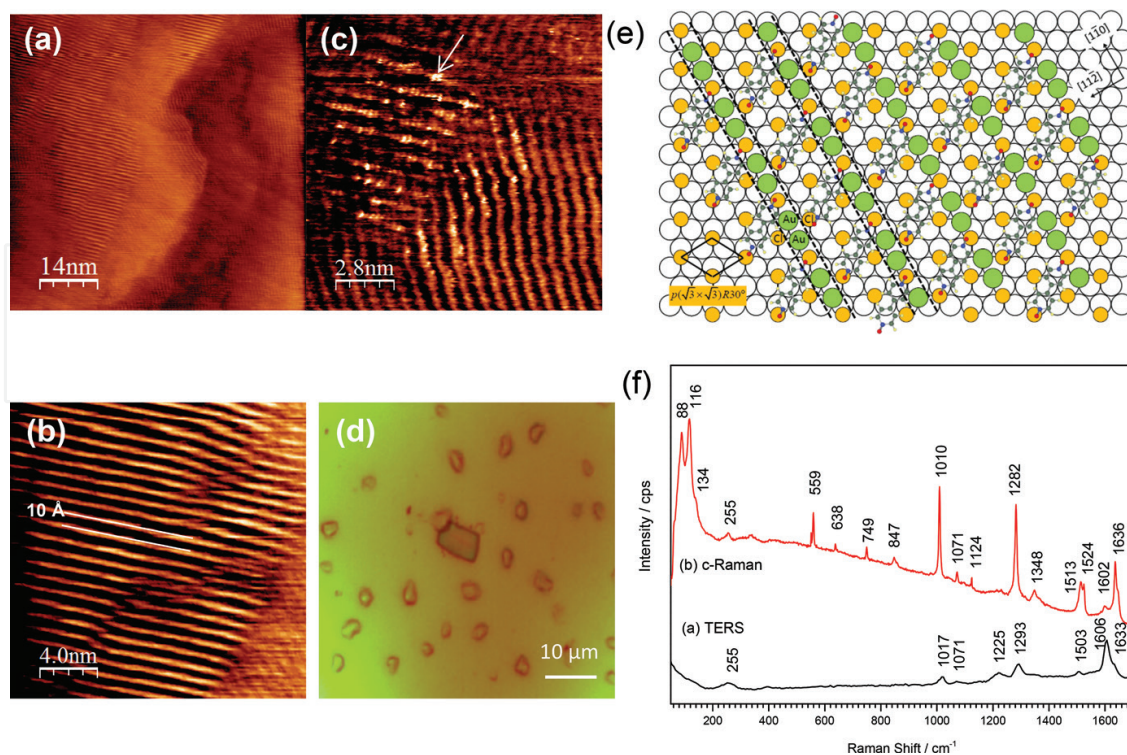 (a)
14nm
(c)
2.8nm
(b)
10 Å
4.0nm
(d)
10 µm
(e)
[11̄0]
[112̄]
Au Cl
Cl Au
p(√3×√3)R30°
(f)
Intensity / cps
88
116
134
255
559
638
749
847
1010
1071
1124
1282
1348
1513
1524
1602
1636
(b) c-Raman
(a) TERS
255
1017
1071
1225
1293
1503
1606
1633
200 400 600 800 1000 1200 1400 1600
Raman Shift / cm⁻¹